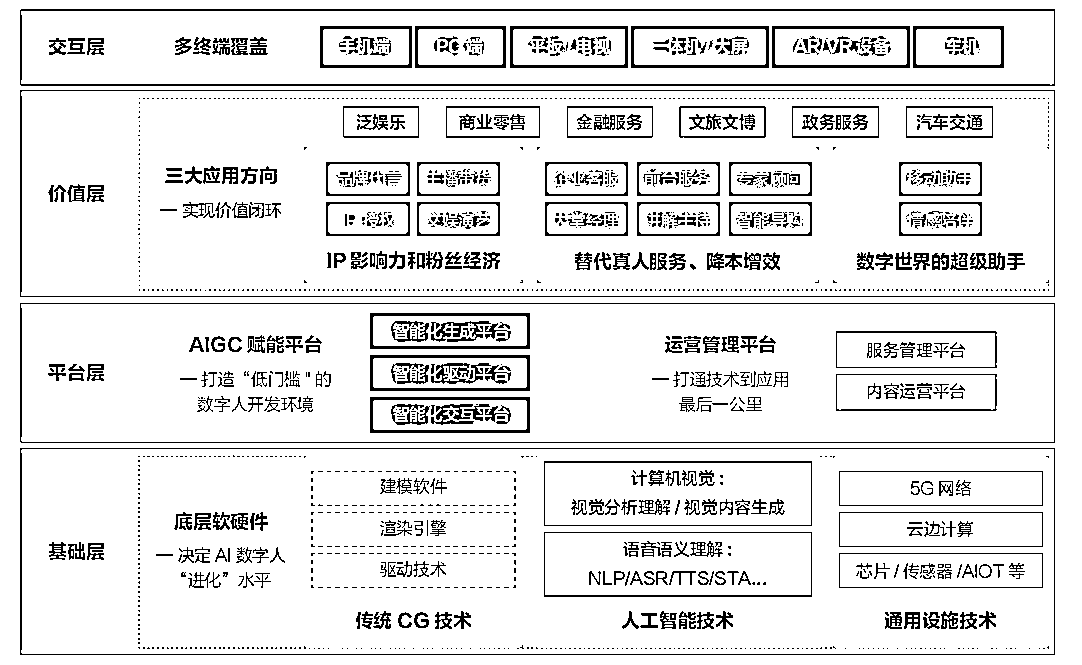 交互层
多终端覆盖
手机端
PC 端
平板/电视
一体机/大屏
AR/VR 设备
车机
价值层
三大应用方向
— 实现价值闭环
泛娱乐
商业零售
金融服务
文旅文博
政务服务
汽车交通
品牌代言
直播带货
IP 授权
文娱演艺
IP 影响力和粉丝经济
企业客服
前台服务
专家顾问
大堂经理
讲解主持
智能导购
替代真人服务、降本增效
移动助手
情感陪伴
数字世界的超级助手
平台层
AIGC 赋能平台
— 打造“低门槛"的
数字人开发环境
智能化生成平台
智能化驱动平台
智能化交互平台
运营管理平台
— 打通技术到应用
最后一公里
服务管理平台
内容运营平台
基础层
底层软硬件
— 决定 AI 数字人
“进化”水平
建模软件
渲染引擎
驱动技术
传统 CG 技术
计算机视觉：
视觉分析理解 / 视觉内容生成
语音语义理解：
NLP/ASR/TTS/STA...
人工智能技术
5G 网络
云边计算
芯片 / 传感器 /AIOT 等
通用设施技术